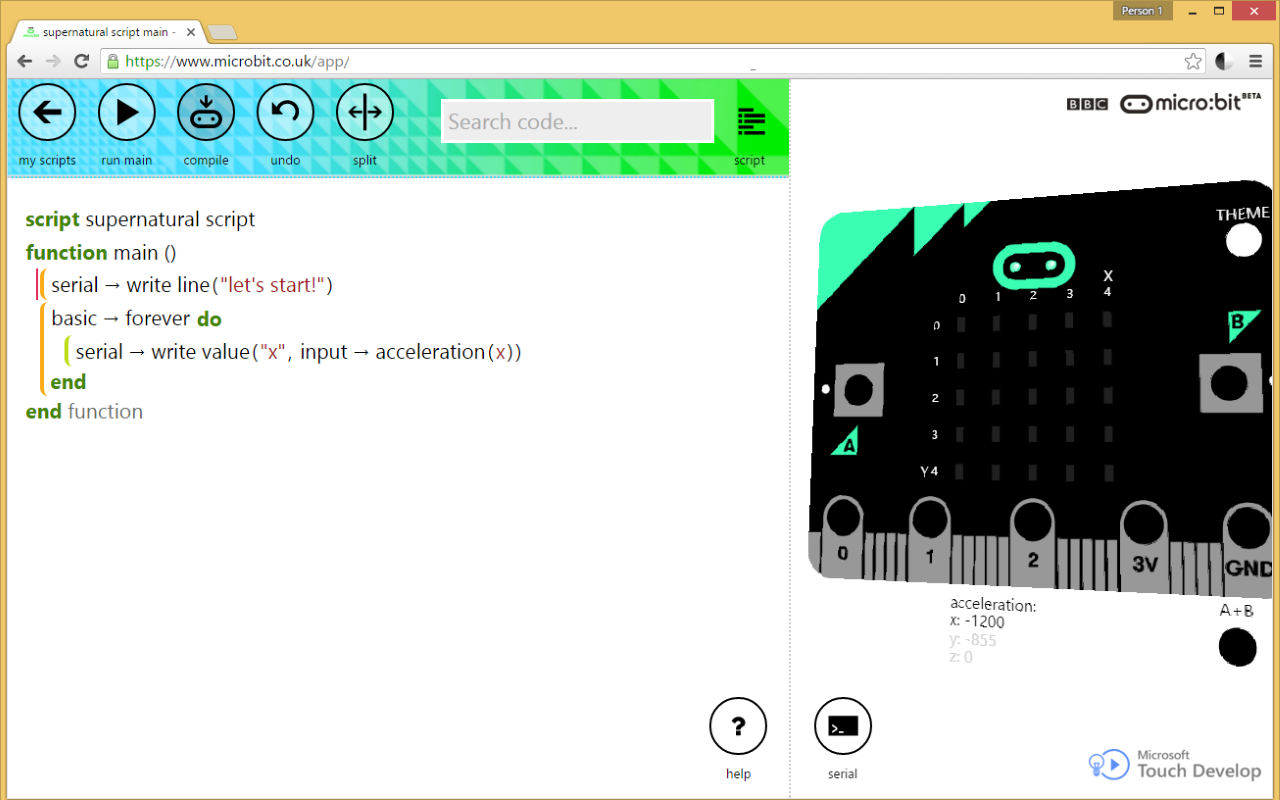 Person 1
supernatural script main -
https://www.microbit.co.uk/app/
my scripts
run main
compile
undo
split
Search code...
script
BBC micro:bit BETA
script supernatural script
function main ()
serial → write line("let's start!")
basic → forever do
serial → write value("x", input → acceleration(x))
end
end function
THEME
X
0 1 2 3 4
0
1
2
3
Y 4
A
B
0 1 2 3V GND
acceleration:
x: -1200
y: -855
z: 0
A+B
?
help
>_
serial
Microsoft
Touch Develop